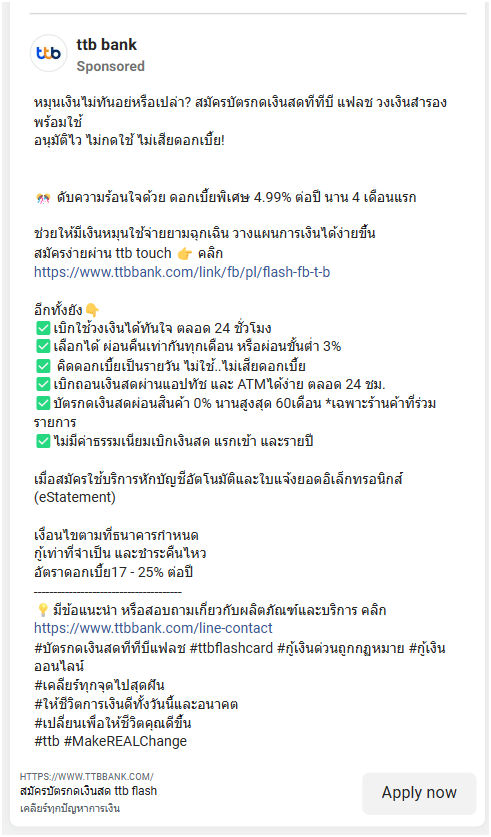 ttb
ttb bank
Sponsored
หมุนเงินไม่ทันอยู่หรือเปล่า? สมัครบัตรกดเงินสดทีทีบี แฟลช วงเงินสำรอง
พร้อมใช้
อนุมัติไว ไม่กดใช้ ไม่เสียดอกเบี้ย!
🎊 ดับความร้อนใจด้วย ดอกเบี้ยพิเศษ 4.99% ต่อปี นาน 4 เดือนแรก
ช่วยให้มีเงินหมุนใช้จ่ายยามฉุกเฉิน วางแผนการเงินได้ง่ายขึ้น
สมัครง่ายผ่าน ttb touch 👉 คลิก
https://www.ttbbank.com/link/fb/pl/flash-fb-t-b
อีกทั้งยัง👇
✅ เบิกใช้วงเงินได้ทันใจ ตลอด 24 ชั่วโมง
✅ เลือกได้ ผ่อนคืนเท่ากันทุกเดือน หรือผ่อนขั้นต่ำ 3%
✅ คิดดอกเบี้ยเป็นรายวัน ไม่ใช้..ไม่เสียดอกเบี้ย
✅ เบิกถอนเงินสดผ่านแอปทัช และ ATMได้ง่าย ตลอด 24 ชม.
✅ บัตรกดเงินสดผ่อนสินค้า 0% นานสูงสุด 60เดือน *เฉพาะร้านค้าที่ร่วม
รายการ
✅ ไม่มีค่าธรรมเนียมเบิกเงินสด แรกเข้า และรายปี
เมื่อสมัครใช้บริการหักบัญชีอัตโนมัติและใบแจ้งยอดอิเล็กทรอนิกส์
(eStatement)
เงื่อนไขตามที่ธนาคารกำหนด
กู้เท่าที่จำเป็น และชำระคืนไหว
อัตราดอกเบี้ย17 - 25% ต่อปี
-------------------------------------
💡 มีข้อแนะนำ หรือสอบถามเกี่ยวกับผลิตภัณฑ์และบริการ คลิก
https://www.ttbbank.com/line-contact
#บัตรกดเงินสดทีทีบีแฟลช #ttbflashcard #กู้เงินด่วนถูกกฎหมาย #กู้เงิน
ออนไลน์
#เคลียร์ทุกจุดไปสุดฝัน
#ให้ชีวิตการเงินดีทั้งวันนี้และอนาคต
#เปลี่ยนเพื่อให้ชีวิตคุณดีขึ้น
#ttb #MakeREALChange
HTTPS://WWW.TTBBANK.COM/
สมัครบัตรกดเงินสด ttb flash
เคลียร์ทุกปัญหาการเงิน
Apply now